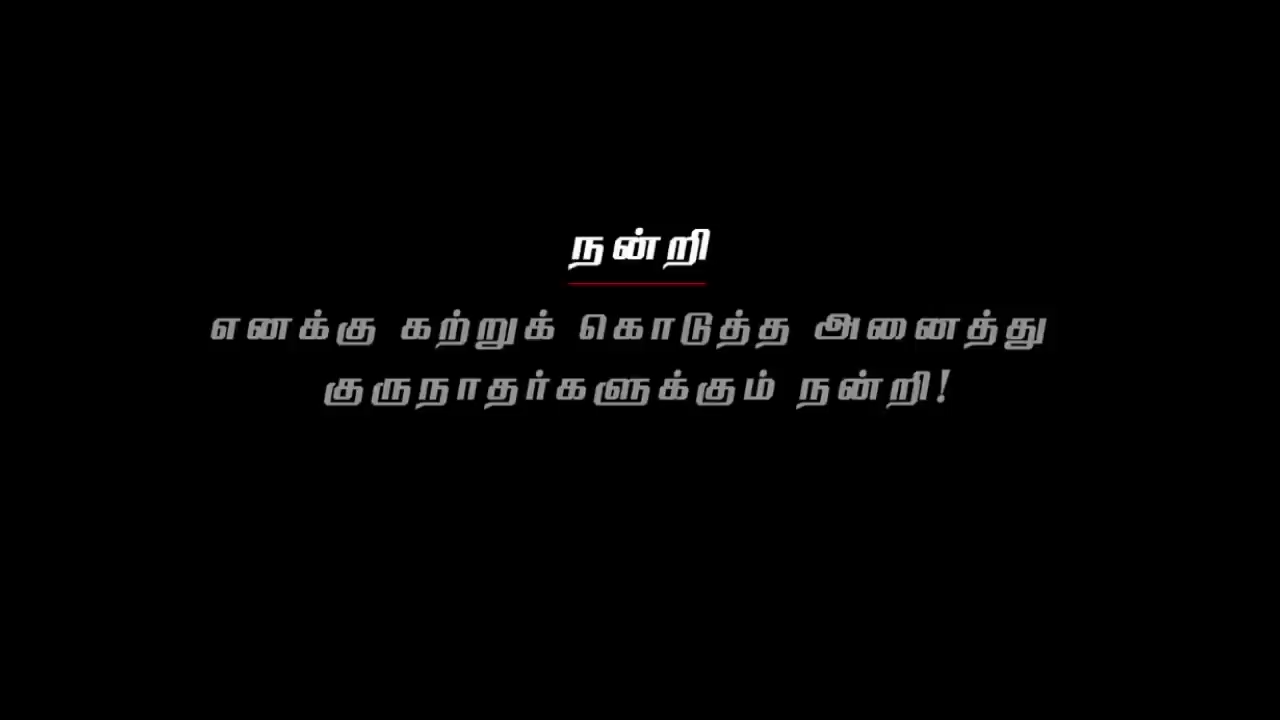 நன்றி
எனக்கு கற்றுக் கொடுத்த அனைத்து
குருநாதர்களுக்கும் நன்றி!